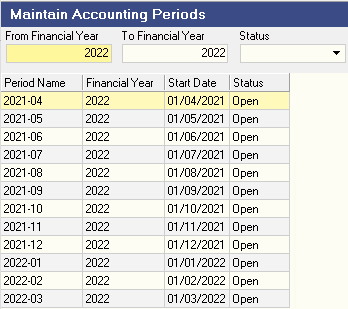 Maintain Accounting Periods
From Financial Year To Financial Year Status
2022 2022
Period Name Financial Year Start Date Status
2021-04 2022 01/04/2021 Open
2021-05 2022 01/05/2021 Open
2021-06 2022 01/06/2021 Open
2021-07 2022 01/07/2021 Open
2021-08 2022 01/08/2021 Open
2021-09 2022 01/09/2021 Open
2021-10 2022 01/10/2021 Open
2021-11 2022 01/11/2021 Open
2021-12 2022 01/12/2021 Open
2022-01 2022 01/01/2022 Open
2022-02 2022 01/02/2022 Open
2022-03 2022 01/03/2022 Open